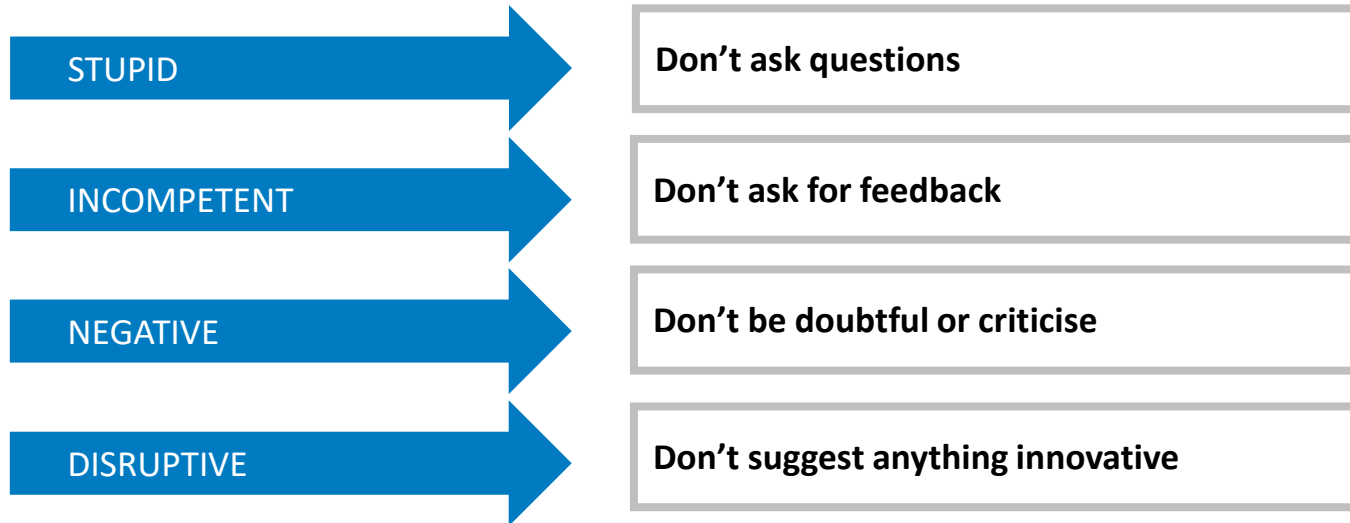 STUPID
Don’t ask questions
INCOMPETENT
Don’t ask for feedback
NEGATIVE
Don’t be doubtful or criticise
DISRUPTIVE
Don’t suggest anything innovative